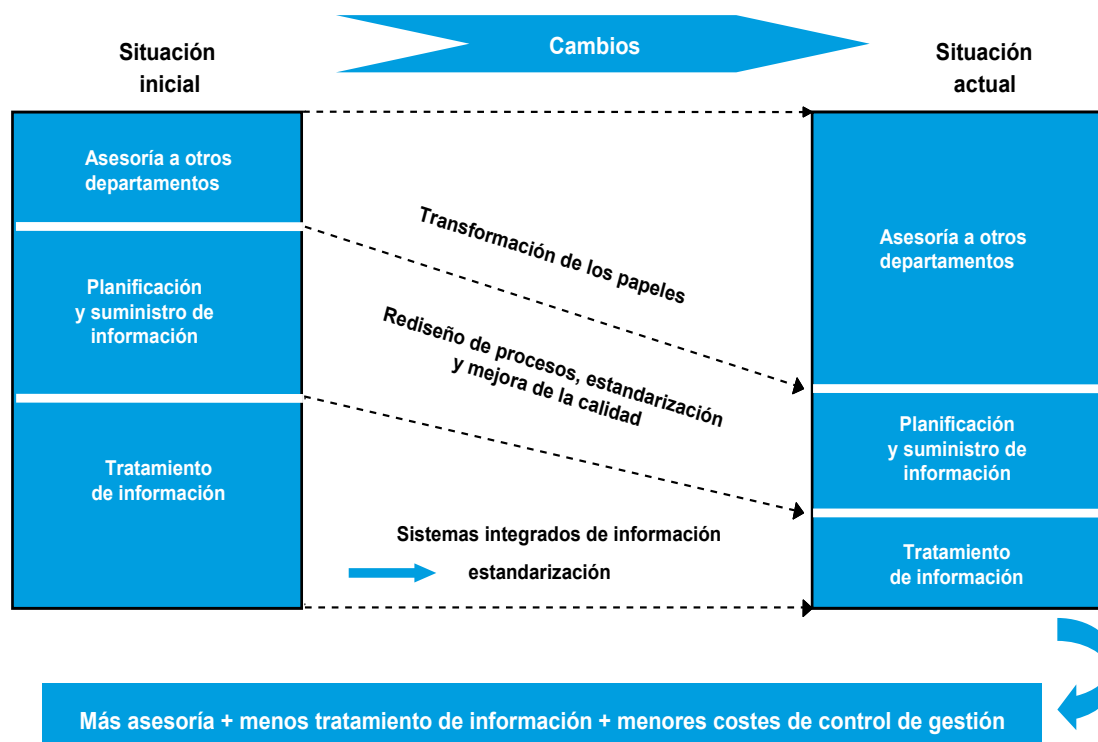 Cambios
Situación
inicial
Situación
actual
Asesoría a otros
departamentos
Planificación
y suministro de
información
Tratamiento
de información
Transformación de los papeles
Rediseño de procesos, estandarización
y mejora de la calidad
Sistemas integrados de información
estandarización
Asesoría a otros
departamentos
Planificación
y suministro de
información
Tratamiento
de información
Más asesoría + menos tratamiento de información + menores costes de control de gestión